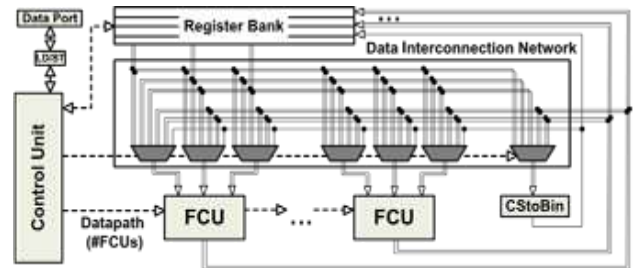 Data Port
Register Bank
...
Data Interconnection Network
LD/ST
Control Unit
Datapath
(#FCUs)
FCU
...
FCU
CStoBin